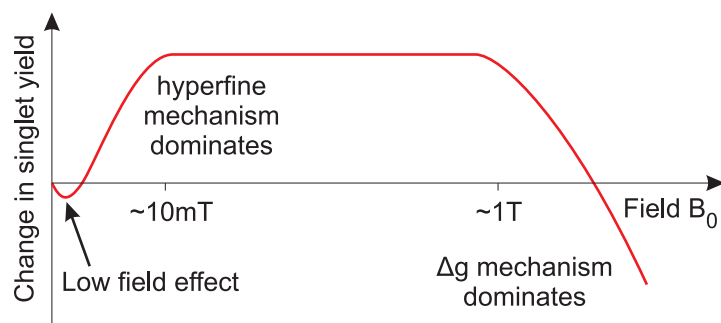 Change in singlet yield
hyperfine
mechanism
dominates
~10mT
~1T
Field B₀
Low field effect
Δg mechanism
dominates